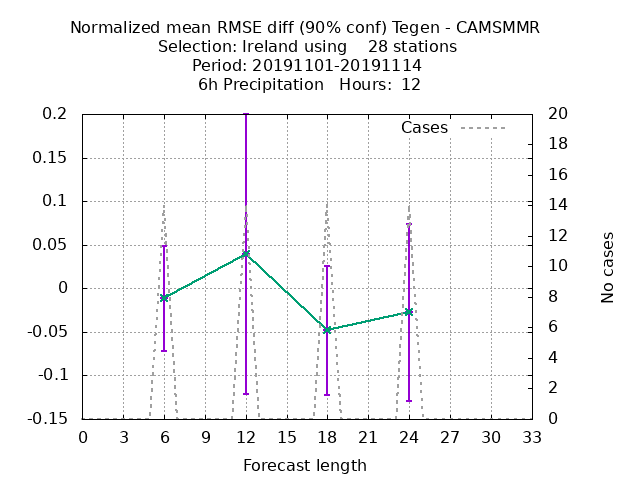 Normalized mean RMSE diff (90% conf) Tegen - CAMSMMR
Selection: Ireland using    28 stations
Period: 20191101-20191114
6h Precipitation   Hours:  12
0.2
0.15
0.1
0.05
0
-0.05
-0.1
-0.15
Cases
20
18
16
14
12
10
8
6
4
2
0
No cases
0 3 6 9 12 15 18 21 24 27 30 33
Forecast length